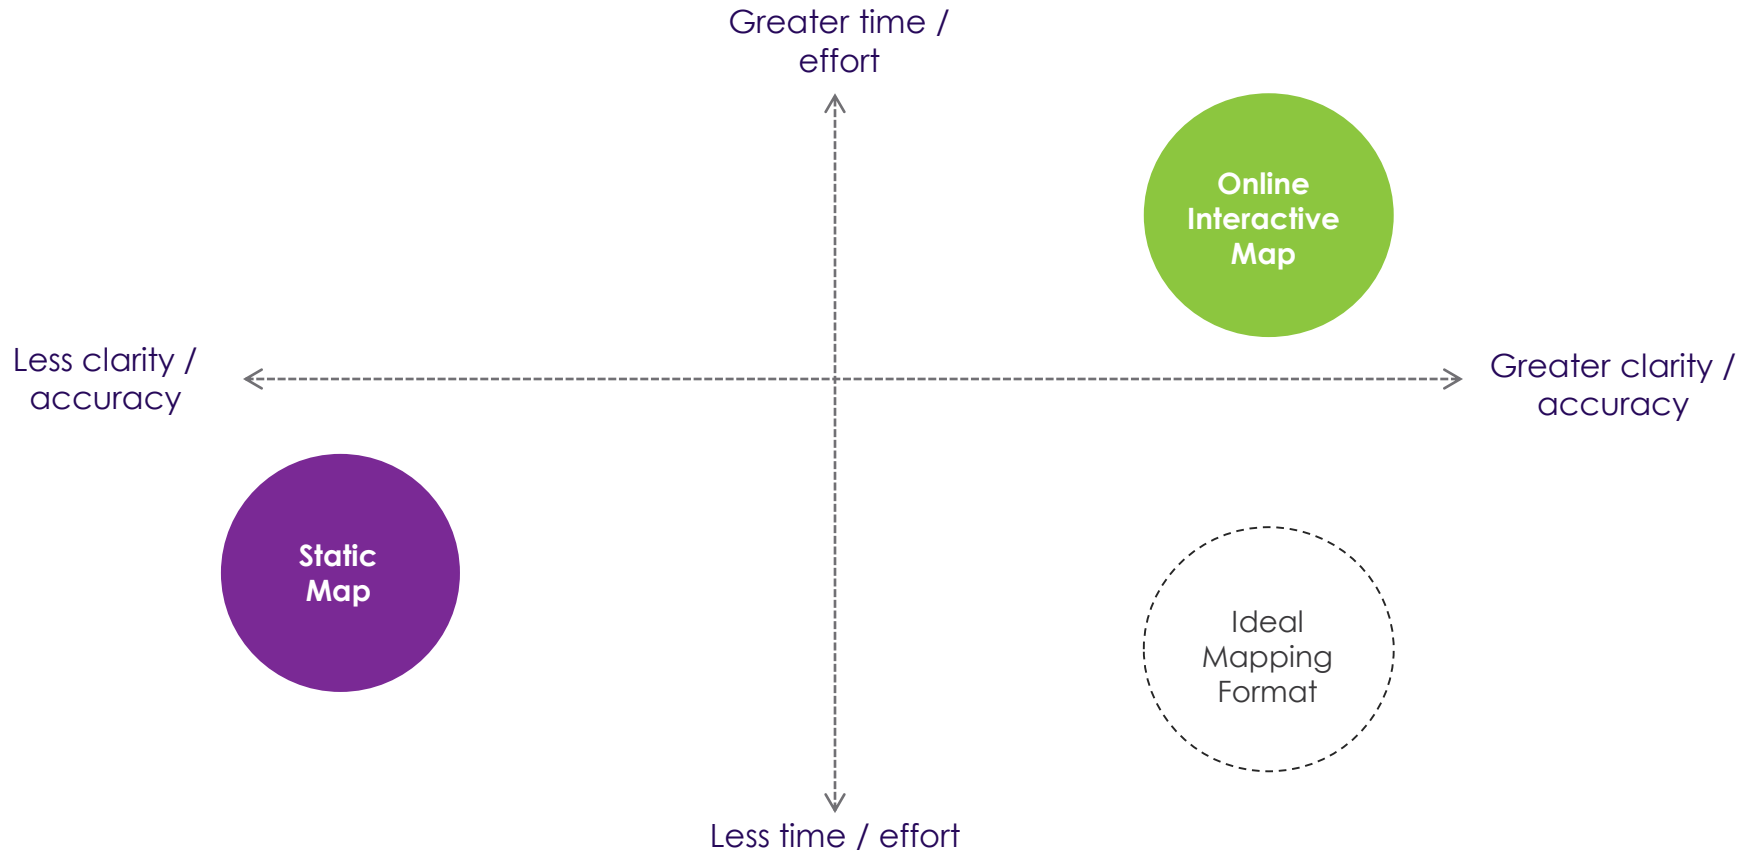 Greater time /
effort
Online
Interactive
Map
Less clarity /
accuracy
Greater clarity /
accuracy
Static
Map
Ideal
Mapping
Format
Less time / effort